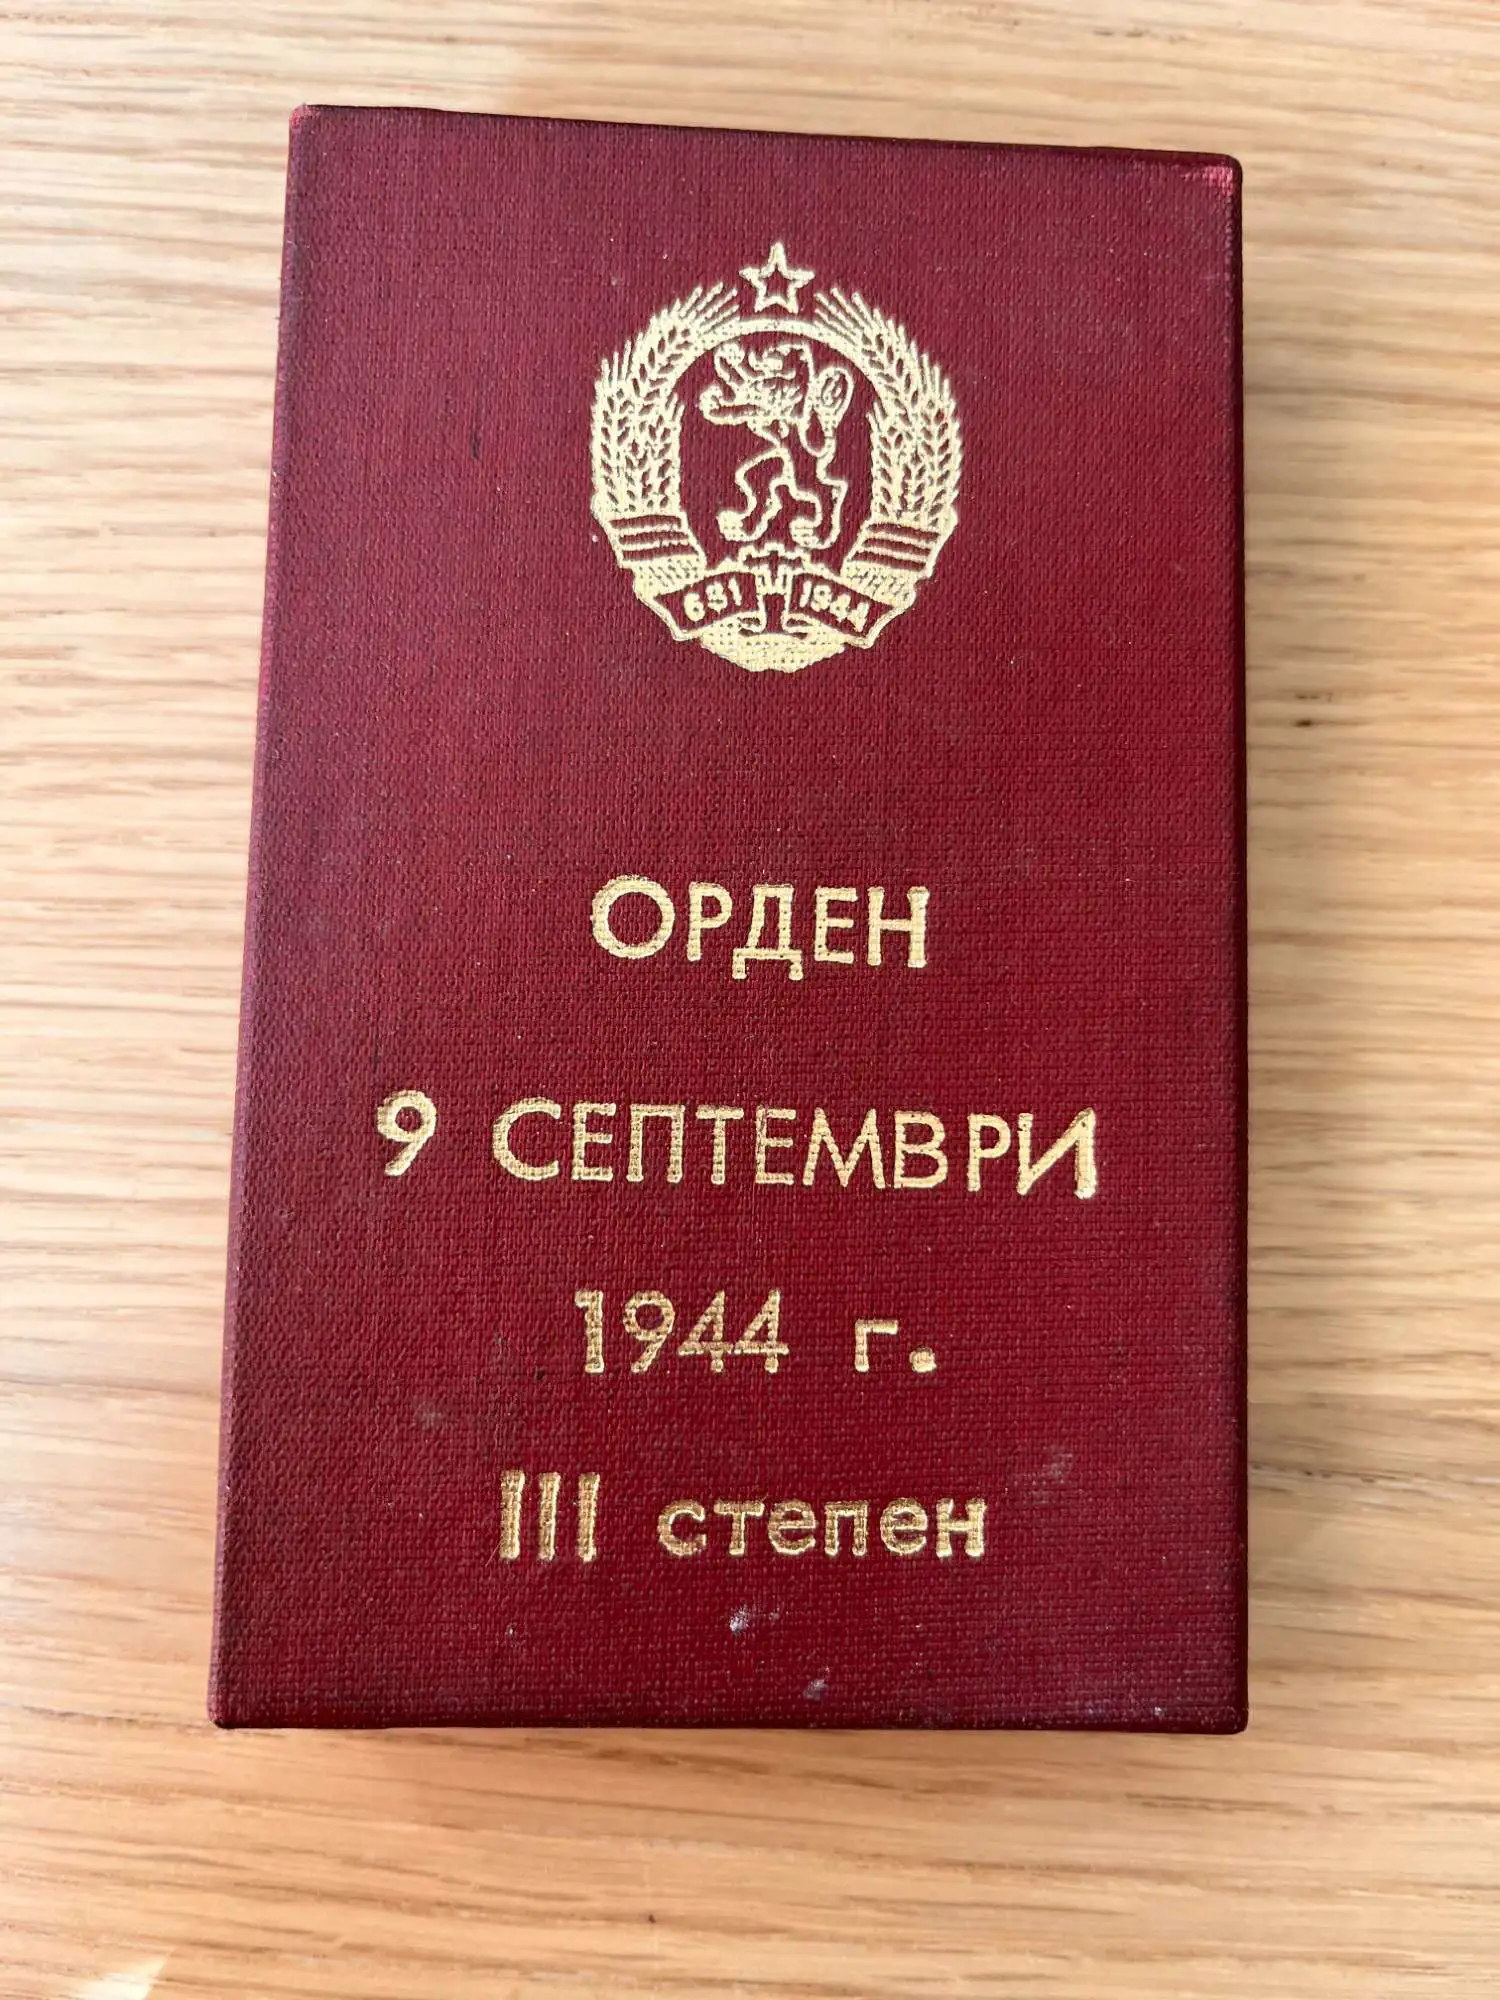 681 1944
ОРДЕН
9 СЕПТЕМВРИ
1944 г.
III степен